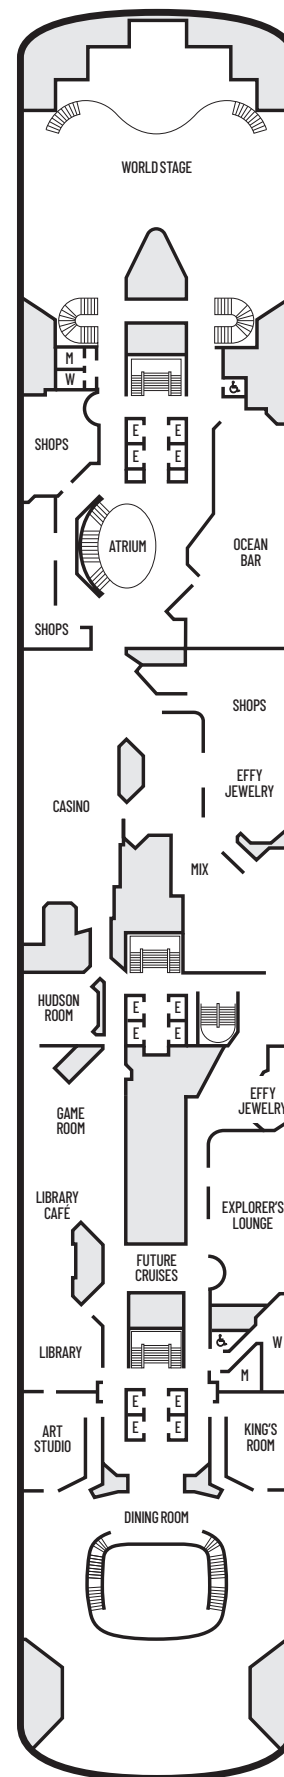 WORLD STAGE
M
W
SHOPS
E
E
E
E
ATRIUM
OCEAN
BAR
SHOPS
SHOPS
EFFY
JEWELRY
CASINO
MIX
HUDSON
ROOM
E
E
E
E
GAME
ROOM
EFFY
JEWELRY
LIBRARY
CAFÉ
EXPLORER'S
LOUNGE
FUTURE
CRUISES
LIBRARY
W
M
ART
STUDIO
E
E
E
E
KING'S
ROOM
DINING ROOM